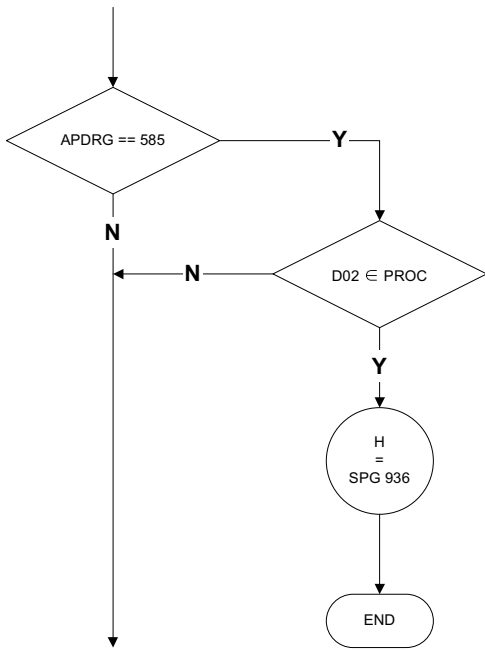 APDRG == 585
Y
N
N
D02 ∈ PROC
Y
H
=
SPG 936
END